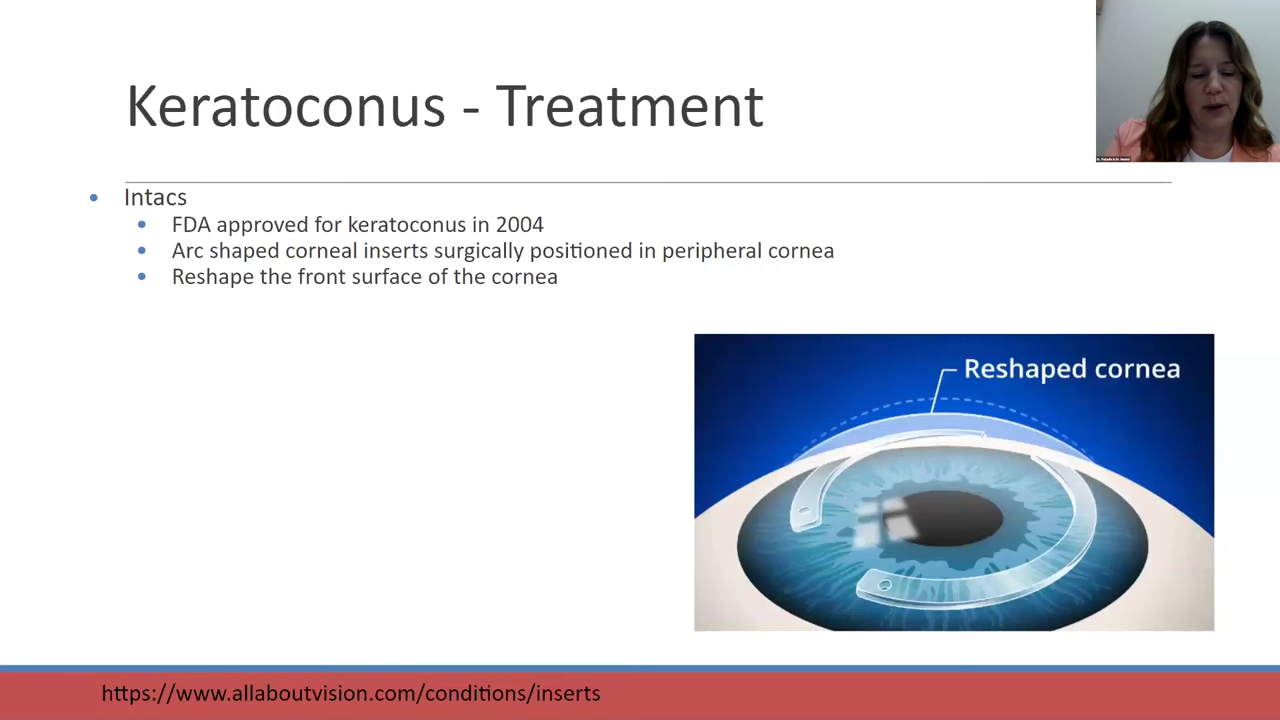 Keratoconus - Treatment
• Intacs
• FDA approved for keratoconus in 2004
• Arc shaped corneal inserts surgically positioned in peripheral cornea
• Reshape the front surface of the cornea
Reshaped cornea
https://www.allaboutvision.com/conditions/inserts